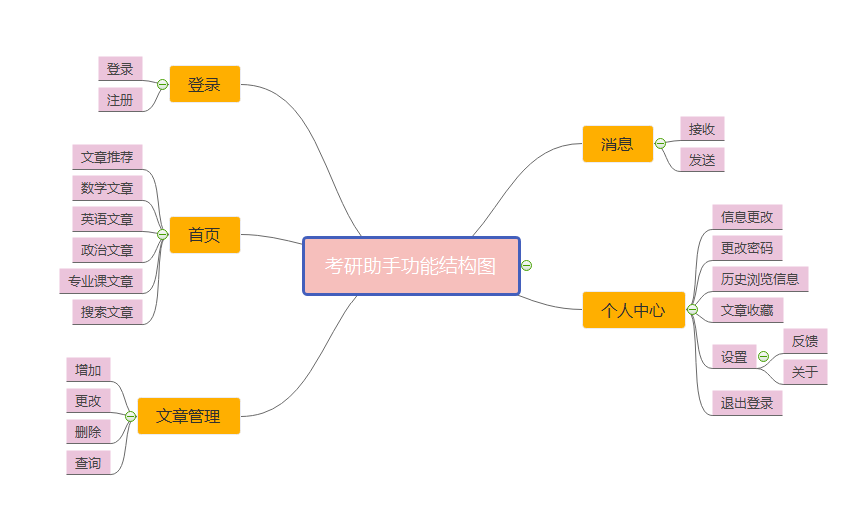 考研助手功能结构图
登录
登录
注册
首页
文章推荐
数学文章
英语文章
政治文章
专业课文章
搜索文章
文章管理
增加
更改
删除
查询
消息
接收
发送
个人中心
信息更改
更改密码
历史浏览信息
文章收藏
设置
反馈
关于
退出登录